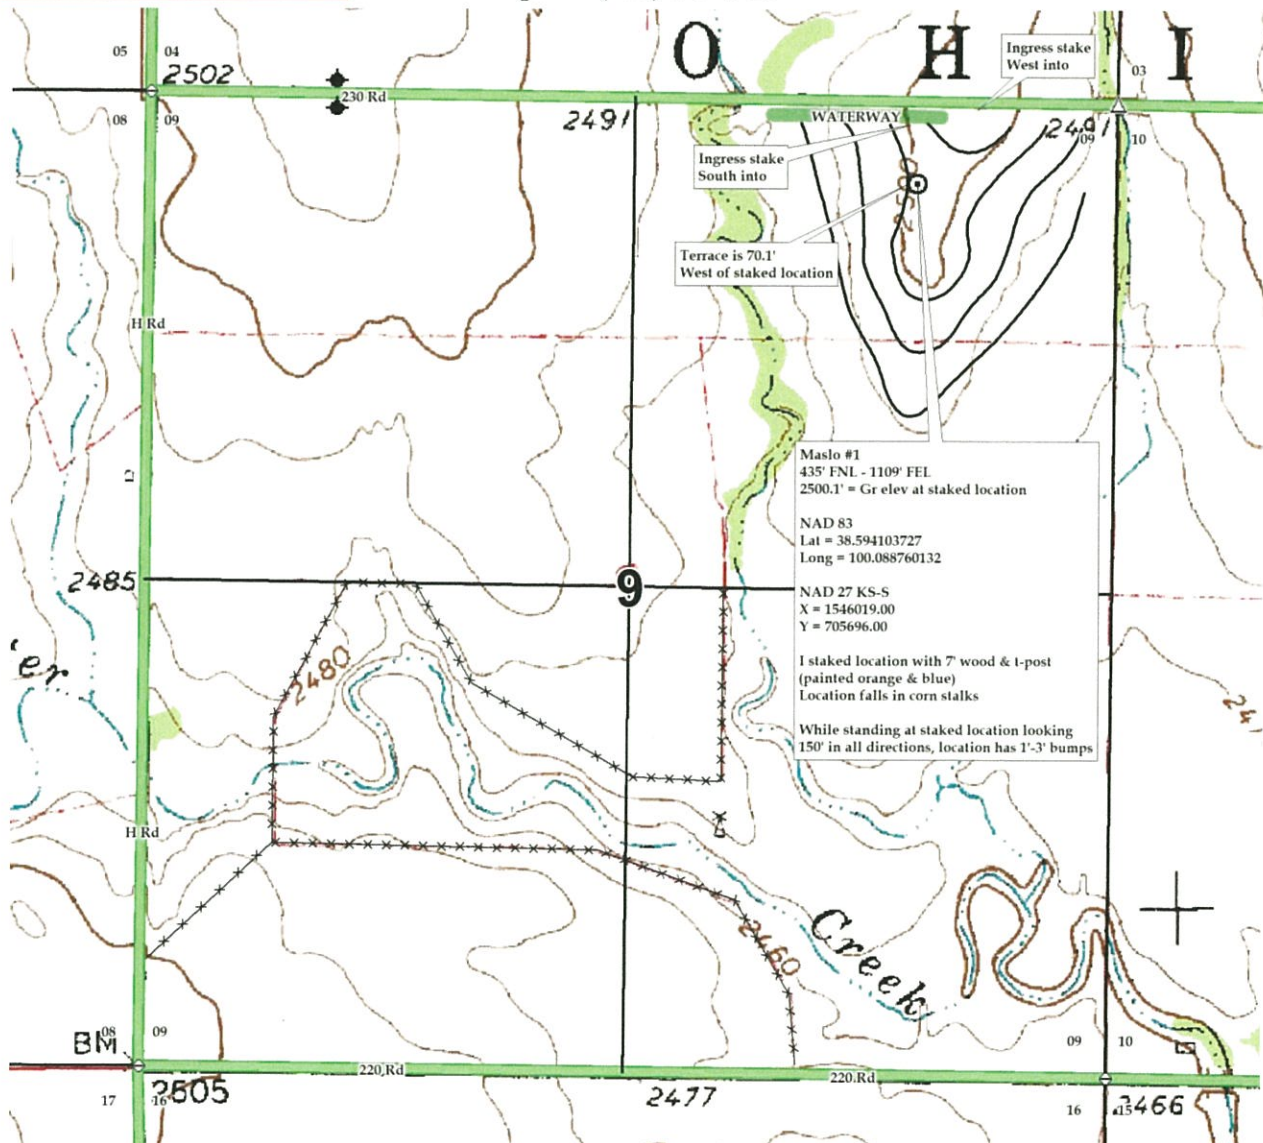 O H I
05 04
2502
230 Rd
08 09
2491
WATERWAY
Ingress stake
West into
03
2491
09 10
Ingress stake
South into
Terrace is 70.1'
West of staked location
H Rd
Maslo #1
435' FNL - 1109' FEL
2500.1' = Gr elev at staked location
NAD 83
Lat = 38.594103727
Long = 100.088760132
NAD 27 KS-S
X = 1546019.00
Y = 705696.00
I staked location with 7' wood & t-post
(painted orange & blue)
Location falls in corn stalks
While standing at staked location looking
150' in all directions, location has 1'-3' bumps
2485
9
2480
er
24
H Rd
2460
Creek
08 09
BM
2505
17 16
220 Rd
2477
220 Rd
09 10
16 15
2466